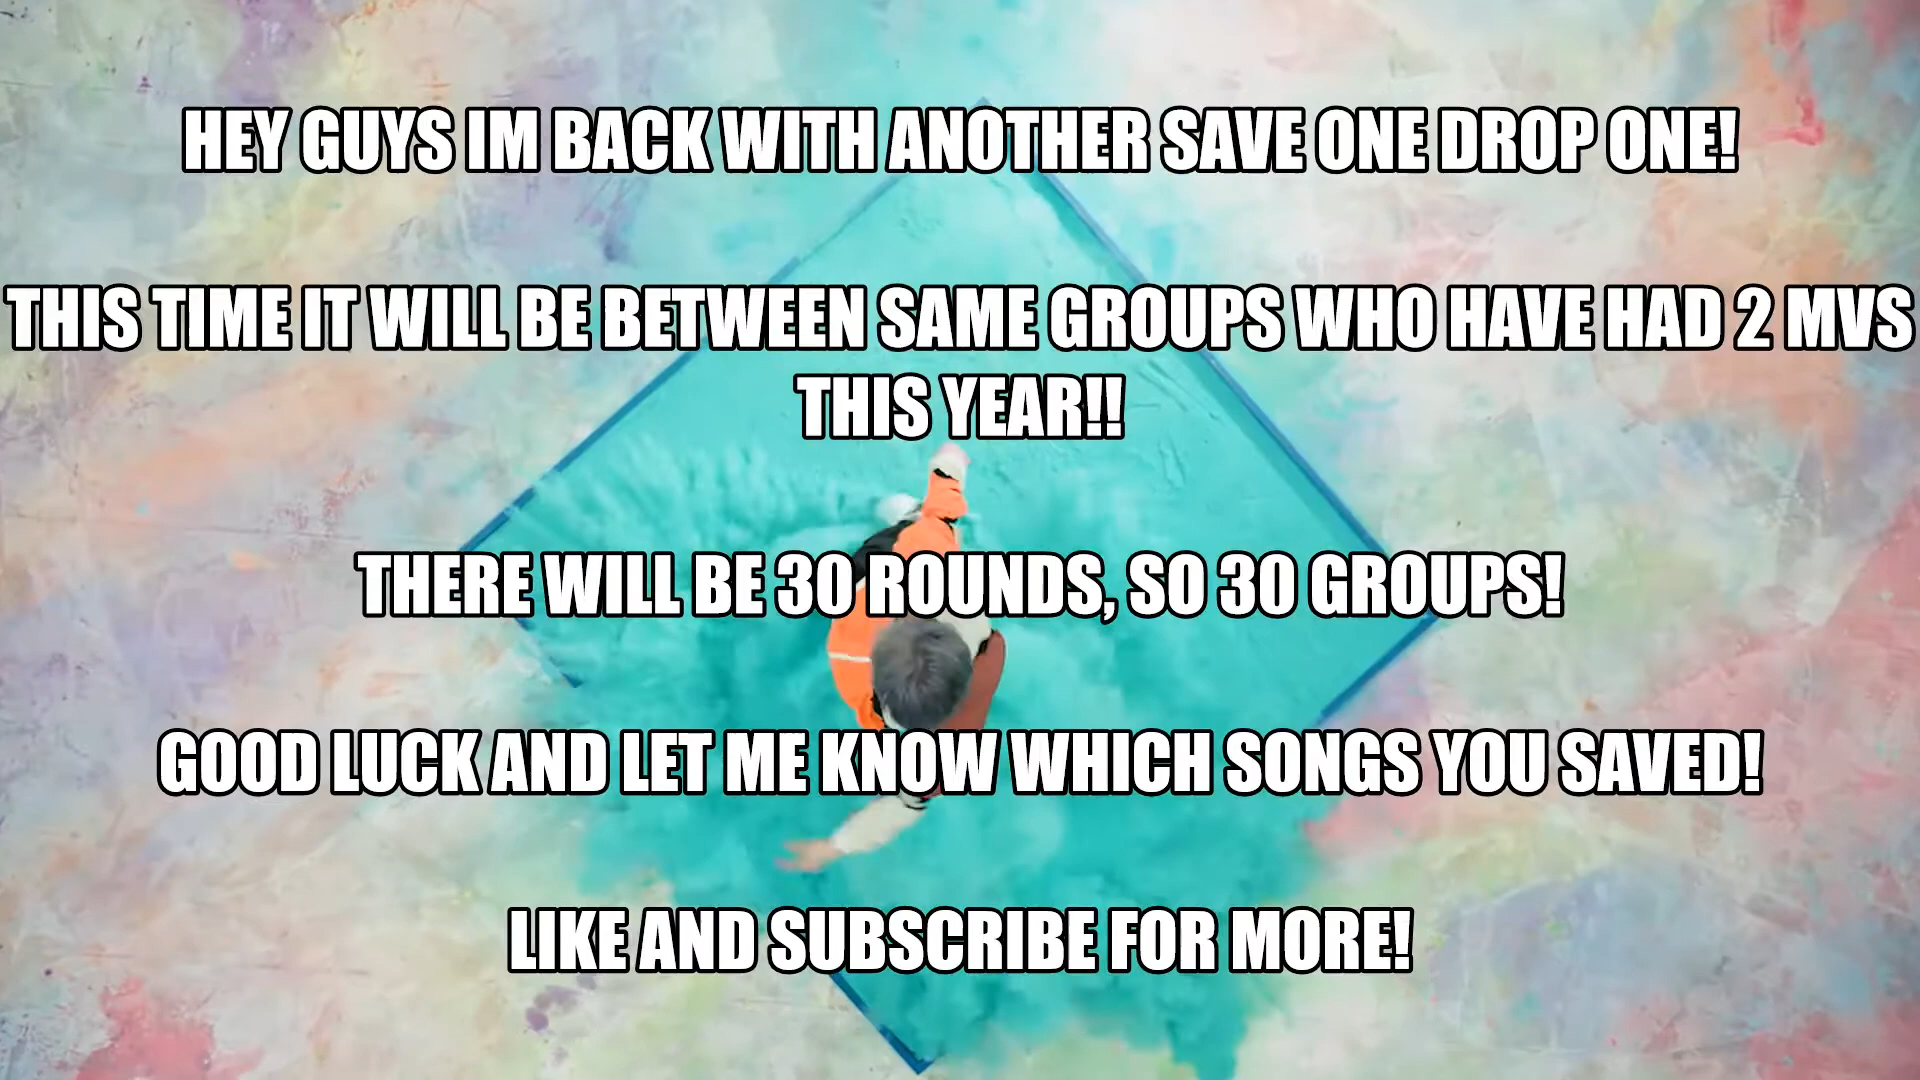 HEY GUYS IM BACK WITH ANOTHER SAVE ONE DROP ONE!
THIS TIME IT WILL BE BETWEEN SAME GROUPS WHO HAVE HAD 2 MVS
THIS YEAR!!
THERE WILL BE 30 ROUNDS, SO 30 GROUPS!
GOOD LUCK AND LET ME KNOW WHICH SONGS YOU SAVED!
LIKE AND SUBSCRIBE FOR MORE!